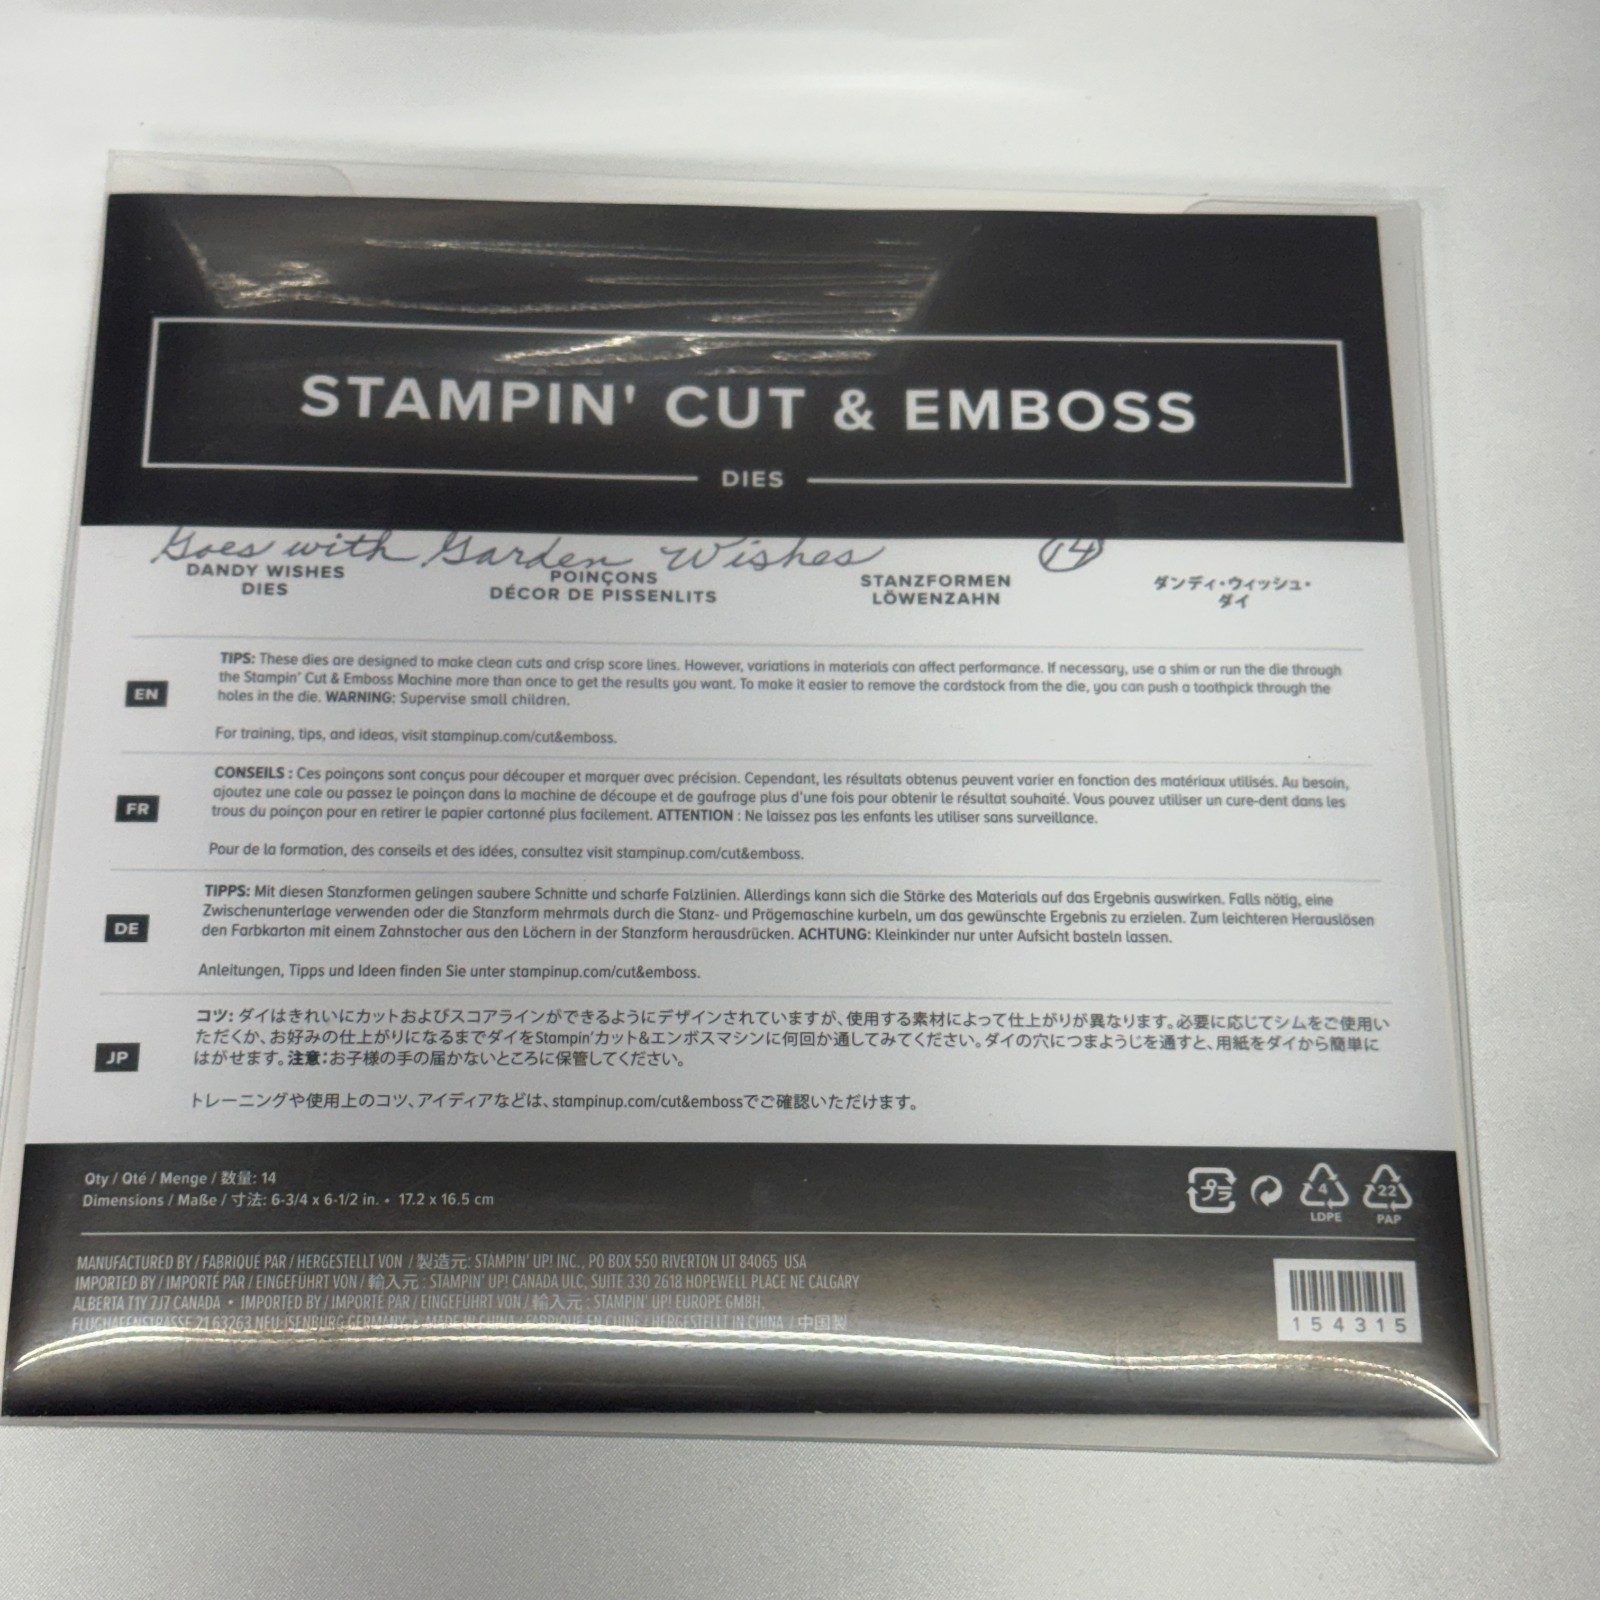 STAMPIN' CUT & EMBOSS
DIES
Goes with Garden Wishes 14
DANDY WISHES
DIES
POINÇONS
DÉCOR DE PISSENLITS
STANZFORMEN
LÖWENZAHN
ダンディ・ウィッシュ・
ダイ
EN
TIPS: These dies are designed to make clean cuts and crisp score lines. However, variations in materials can affect performance. If necessary, use a shim or run the die through
the Stampin' Cut & Emboss Machine more than once to get the results you want. To make it easier to remove the cardstock from the die, you can push a toothpick through the
holes in the die. WARNING: Supervise small children.
For training, tips, and ideas, visit stampinup.com/cut&emboss.
FR
CONSEILS : Ces poinçons sont conçus pour découper et marquer avec précision. Cependant, les résultats obtenus peuvent varier en fonction des matériaux utilisés. Au besoin,
ajoutez une cale ou passez le poinçon dans la machine de découpe et de gaufrage plus d'une fois pour obtenir le résultat souhaité. Vous pouvez utiliser un cure-dent dans les
trous du poinçon pour en retirer le papier cartonné plus facilement. ATTENTION : Ne laissez pas les enfants les utiliser sans surveillance.
Pour de la formation, des conseils et des idées, consultez visit stampinup.com/cut&emboss.
DE
TIPPS: Mit diesen Stanzformen gelingen saubere Schnitte und scharfe Falzlinien. Allerdings kann sich die Stärke des Materials auf das Ergebnis auswirken. Falls nötig, eine
Zwischenunterlage verwenden oder die Stanzform mehrmals durch die Stanz- und Prägemaschine kurbeln, um das gewünschte Ergebnis zu erzielen. Zum leichteren Herauslösen
den Farbkarton mit einem Zahnstocher aus den Löchern in der Stanzform herausdrücken. ACHTUNG: Kleinkinder nur unter Aufsicht basteln lassen.
Anleitungen, Tipps und Ideen finden Sie unter stampinup.com/cut&emboss.
JP
コツ: ダイはきれいにカットおよびスコアラインができるようにデザインされていますが、使用する素材によって仕上がりが異なります。必要に応じてシムをご使用い
ただくか、お好みの仕上がりになるまでダイをStampin'カット&エンボスマシンに何回か通してみてください。ダイの穴につまようじを通すと、用紙をダイから簡単に
はがせます。注意：お子様の手の届かないところに保管してください。
トレーニングや使用上のコツ、アイディアなどは、stampinup.com/cut&embossでご確認いただけます。
Qty / Qté / Menge / 数量: 14
Dimensions / Maße / 寸法: 6-3/4 x 6-1/2 in. • 17.2 x 16.5 cm
プラ
4
LDPE
22
PAP
MANUFACTURED BY / FABRIQUÉ PAR / HERGESTELLT VON / 製造元: STAMPIN' UP! INC., PO BOX 550 RIVERTON UT 84065 USA
IMPORTED BY / IMPORTÉ PAR / EINGEFÜHRT VON / 輸入元 : STAMPIN' UP! CANADA ULC, SUITE 330 2618 HOPEWELL PLACE NE CALGARY
ALBERTA T1Y 7J7 CANADA • IMPORTED BY / IMPORTÉ PAR / EINGEFÜHRT VON / 輸入元 : STAMPIN' UP! EUROPE GMBH,
FLUGHAFENSTRASSE 21 63263 NEU-ISENBURG GERMANY • MADE IN CHINA / FABRIQUÉ EN CHINE / HERGESTELLT IN CHINA / 中国製
154315